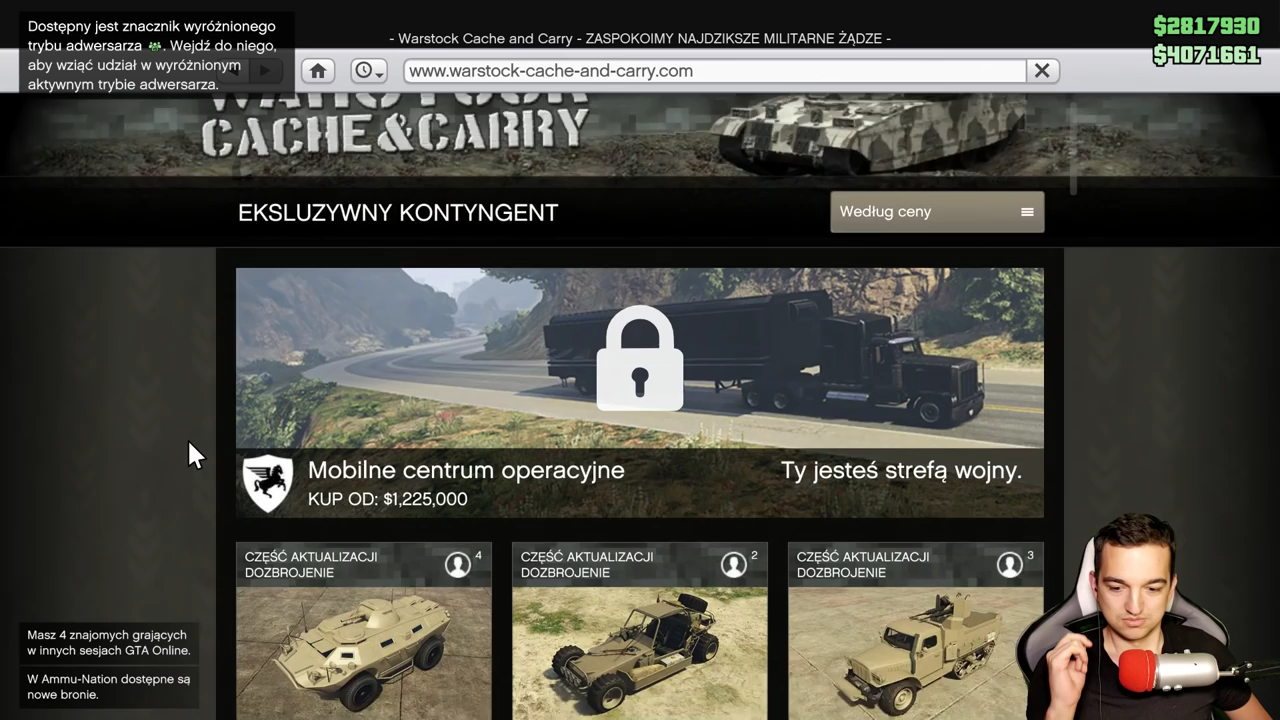 Dostępny jest znacznik wyróżnionego
trybu adwersarza. Wejdź do niego,
aby wziąć udział w wyróżnionym
aktywnym trybie adwersarza.
- Warstock Cache and Carry - ZASPOKOIMY NAJDZIKSZE MILITARNE ŻĄDZE -
$2817930
$4071661
www.warstock-cache-and-carry.com
CACHE&CARRY
EKSLUZYWNY KONTYNGENT
Według ceny
Mobilne centrum operacyjne
Ty jesteś strefą wojny.
KUP OD: $1,225,000
CZĘŚĆ AKTUALIZACJI
DOZBROJENIE
4
CZĘŚĆ AKTUALIZACJI
DOZBROJENIE
2
CZĘŚĆ AKTUALIZACJI
DOZBROJENIE
3
Masz 4 znajomych grających
w innych sesjach GTA Online.
W Ammu-Nation dostępne są
nowe bronie.